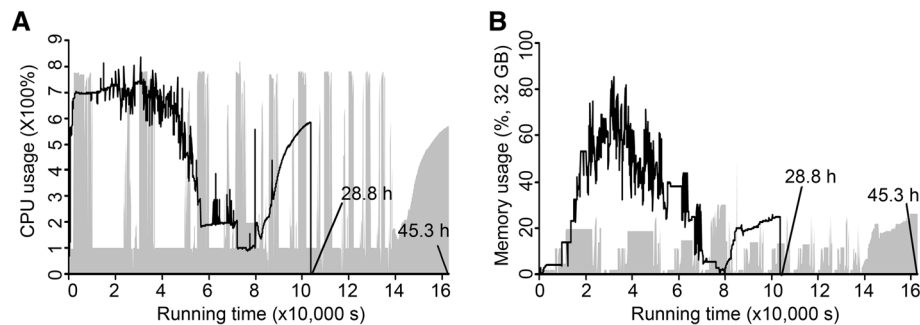 A
CPU usage (X100%)
9
8
7
6
5
4
3
2
1
0
28.8 h
45.3 h
0 2 4 6 8 10 12 14 16
Running time (x10,000 s)
B
Memory usage (%, 32 GB)
100
80
60
40
20
0
28.8 h
45.3 h
0 2 4 6 8 10 12 14 16
Running time (x10,000 s)